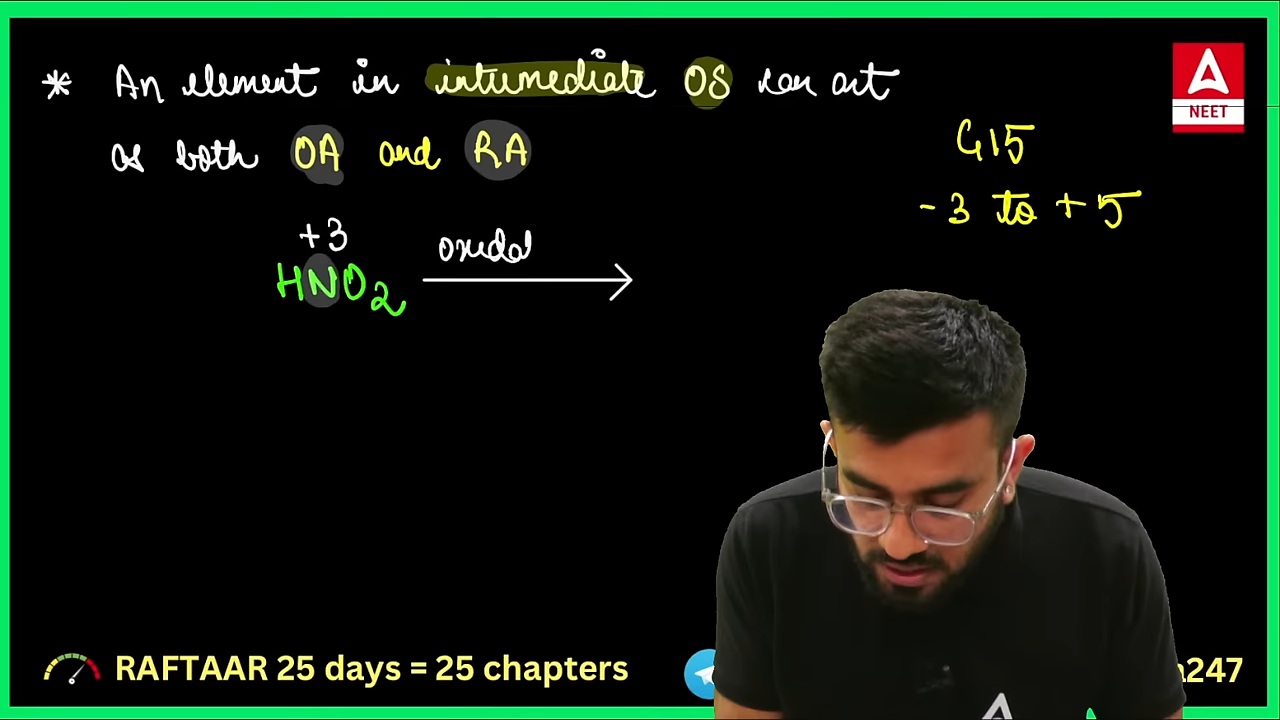 * An element in intermediate OS can act
as both OA and RA
G15
-3 to +5
+3
HNO2
oxidal
NEET
RAFTAAR 25 days = 25 chapters
247